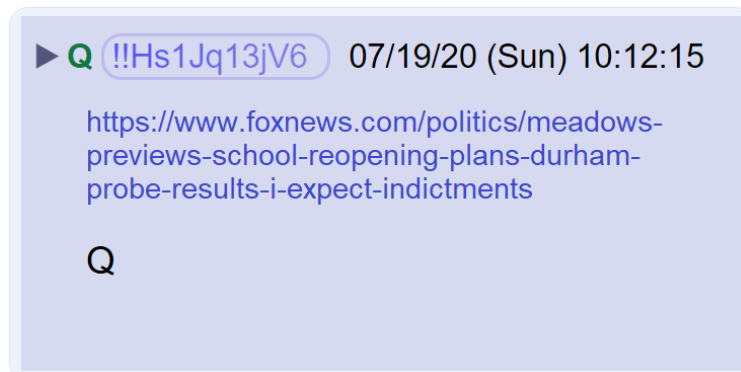 ▶ Q !!Hs1Jq13jV6 07/19/20 (Sun) 10:12:15
https://www.foxnews.com/politics/meadows-
previews-school-reopening-plans-durham-
probe-results-i-expect-indictments
Q